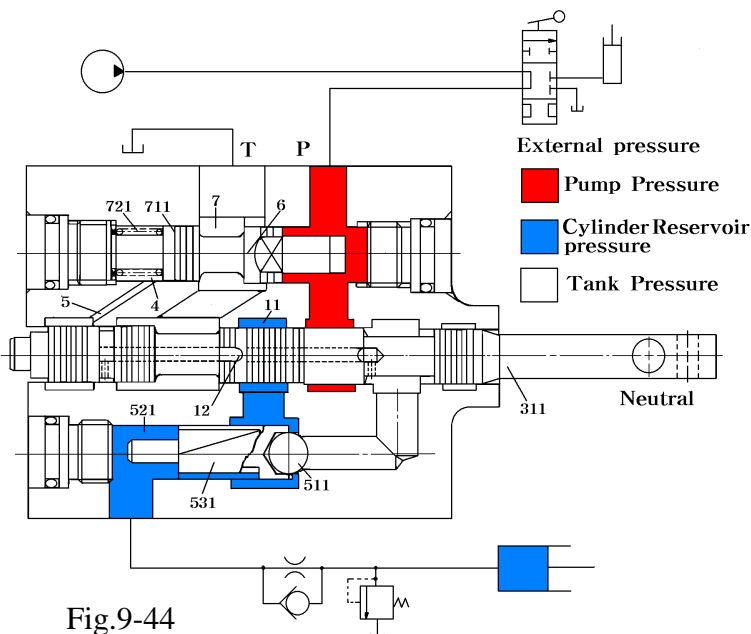 External pressure
T P
Pump Pressure
721 711 7 6
Cylinder Reservoir
pressure
Tank Pressure
5 4 11
12
311
Neutral
521
531
511
Fig.9-44